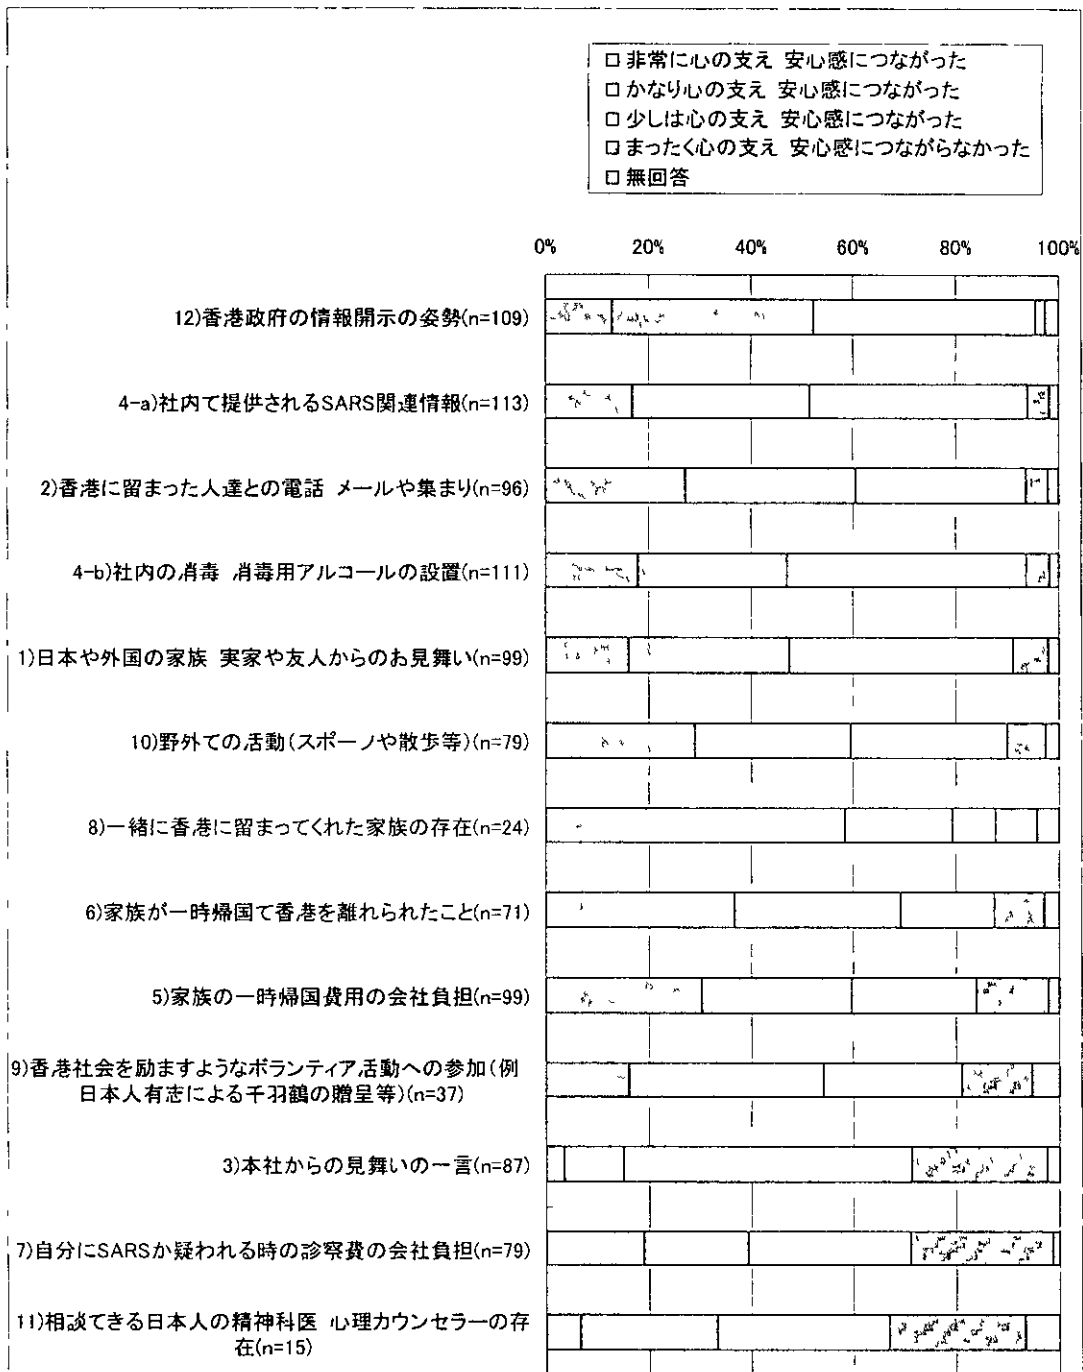 □ 非常に心の支え 安心感につながった
□ かなり心の支え 安心感につながった
□ 少しは心の支え 安心感につながった
□ まったく心の支え 安心感につながらなかった
□ 無回答
0% 20% 40% 60% 80% 100%
12)香港政府の情報開示の姿勢(n=109)
4-a)社内て提供されるSARS関連情報(n=113)
2)香港に留まった人達との電話 メールや集まり(n=96)
4-b)社内の消毒 消毒用アルコールの設置(n=111)
1)日本や外国の家族 実家や友人からのお見舞い(n=99)
10)野外ての活動(スポーノや散歩等)(n=79)
8)一緒に香港に留まってくれた家族の存在(n=24)
6)家族が一時帰国て香港を離れられたこと(n=71)
5)家族の一時帰国費用の会社負担(n=99)
9)香港社会を励ますようなボランティア活動への参加(例
日本人有志による千羽鶴の贈呈等)(n=37)
3)本社からの見舞いの一言(n=87)
7)自分にSARSか疑われる時の診察費の会社負担(n=79)
11)相談てきる日本人の精神科医 心理カウンセラーの存
在(n=15)